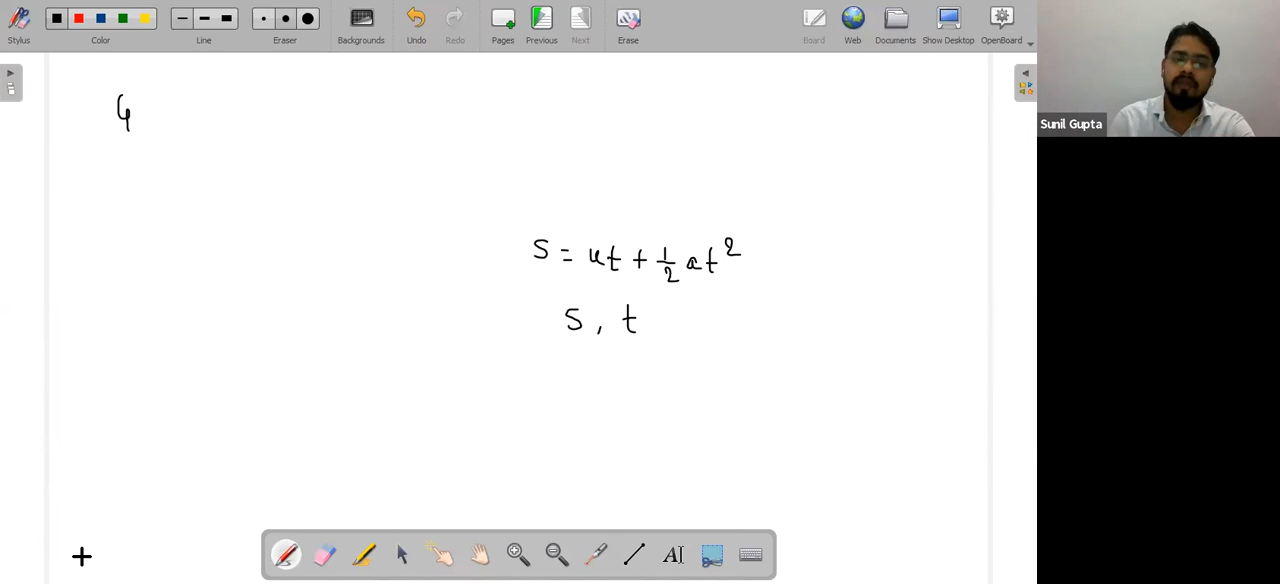 Stylus Color Line Eraser Backgrounds Undo Redo Pages Previous Next Erase Board Web Documents Show Desktop OpenBoard
Sunil Gupta
S = ut + 1/2 at²
S, t
AI